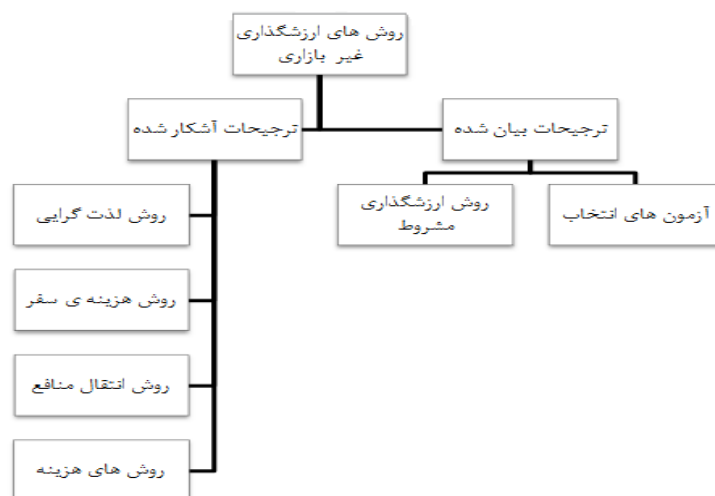 روش های ارزشگذاری
غیر بازاری
ترجیحات بیان شده
ترجیحات آشکار شده
آزمون های انتخاب
روش ارزشگذاری
مشروط
روش لذت گرایی
روش هزینه ی سفر
روش انتقال منافع
روش های هزینه